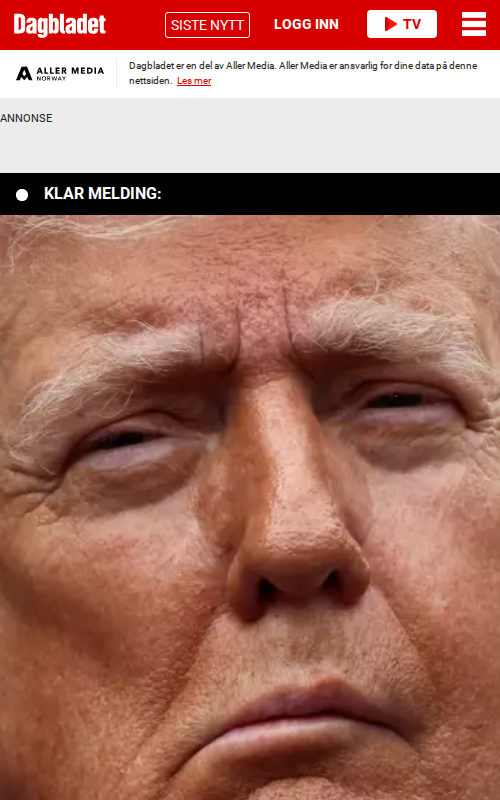 Dagbladet
SISTE NYTT
LOGG INN
TV
ALLER MEDIA
NORWAY
Dagbladet er en del av Aller Media. Aller Media er ansvarlig for dine data på denne
nettsiden. Les mer
ANNONSE
KLAR MELDING: